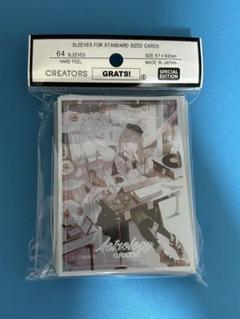 SLEEVES FOR STANDARD SIZED CARDS
64 SLEEVES
HARD FEEL
SIZE 67×92mm
MADE IN JAPAN
CREATORS GRATS!
SPECIAL
EDITION
Astrology
GRATS!